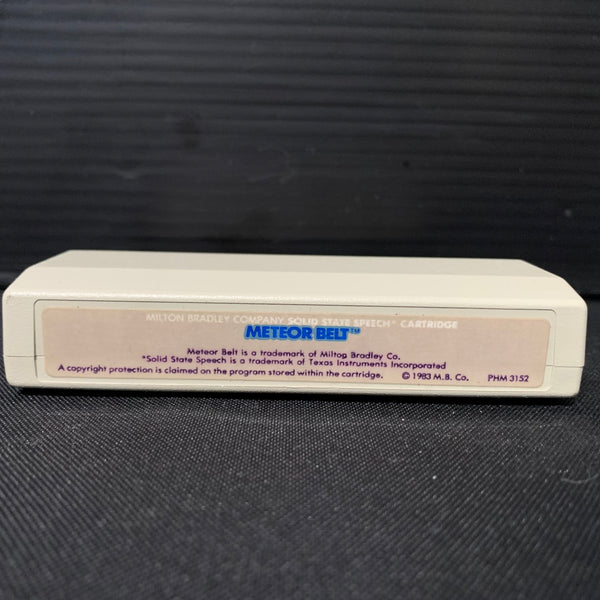 MILTON BRADLEY COMPANY SOLID STATE SPEECH* CARTRIDGE
METEOR BELT™
Meteor Belt is a trademark of Milton Bradley Co.
*Solid State Speech is a trademark of Texas Instruments Incorporated
A copyright protection is claimed on the program stored within the cartridge. © 1983 M.B. Co. PHM 3152